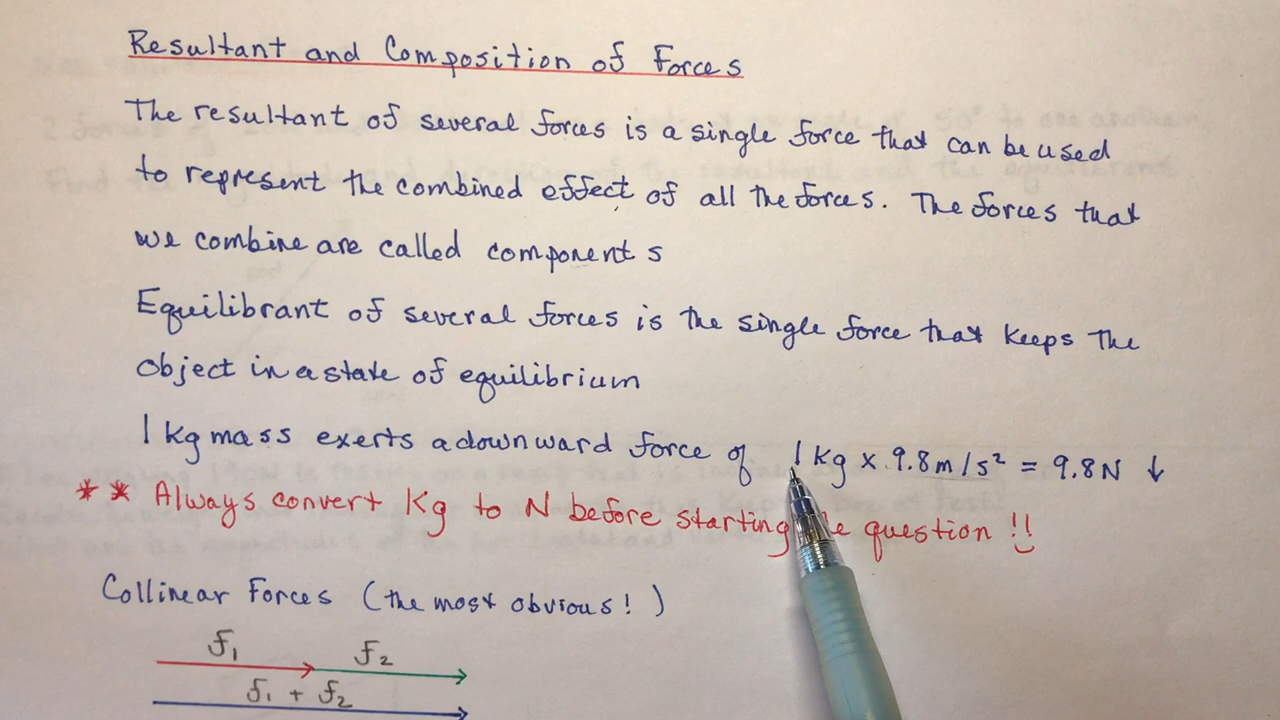 Resultant and Composition of Forces
The resultant of several forces is a single force that can be used
to represent the combined effect of all the forces. The forces that
we combine are called components
Equilibrant of several forces is the single force that keeps the
object in a state of equilibrium
1 kg mass exerts a downward force of 1 kg x 9.8 m/s² = 9.8 N ↓
** Always convert Kg to N before starting question !!
Collinear Forces (the most obvious!)
f₁ f₂
f₁ + f₂